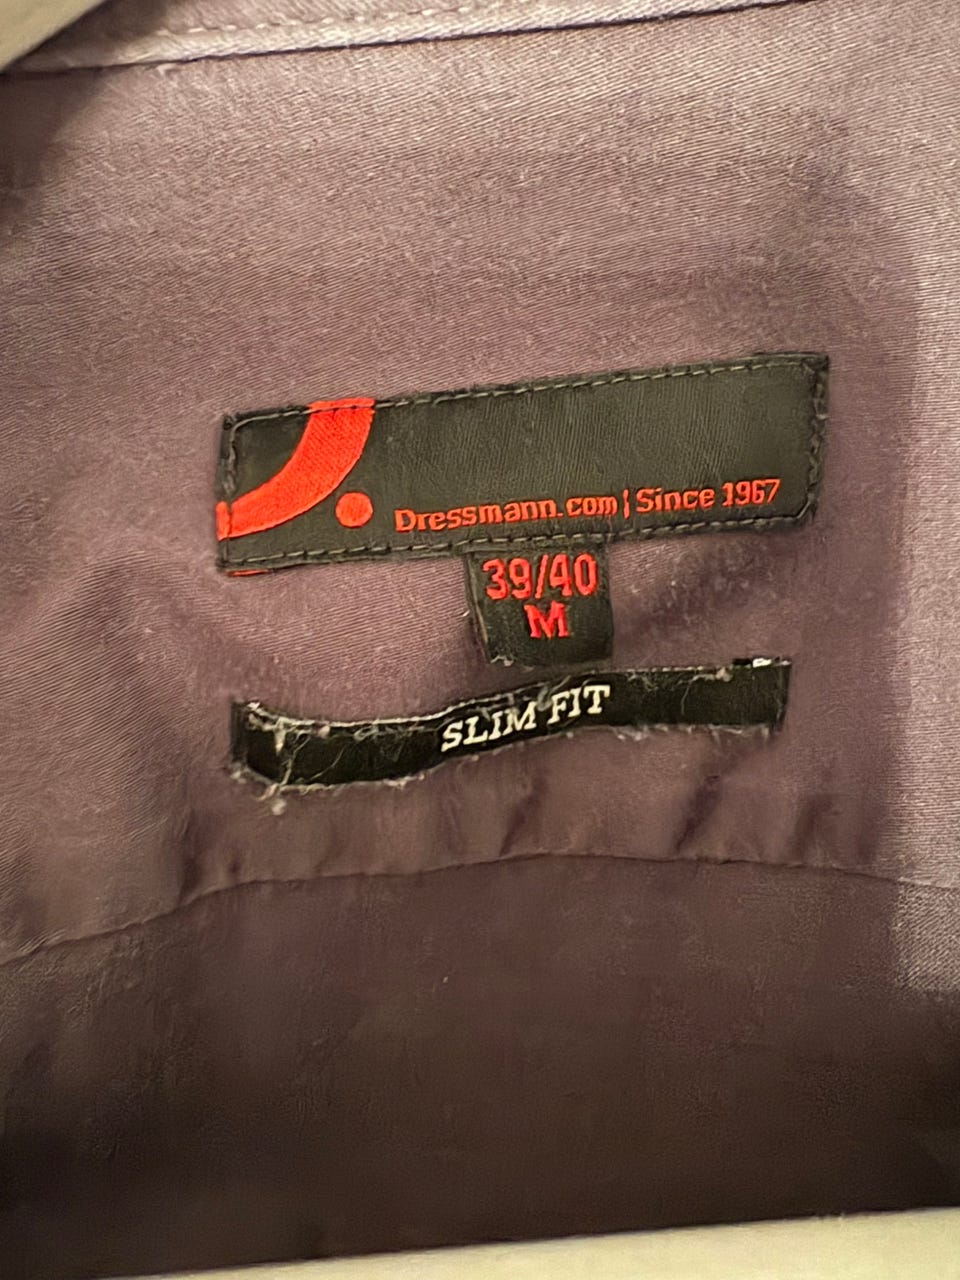 Dressmann.com | Since 1967
39/40
M
SLIM FIT